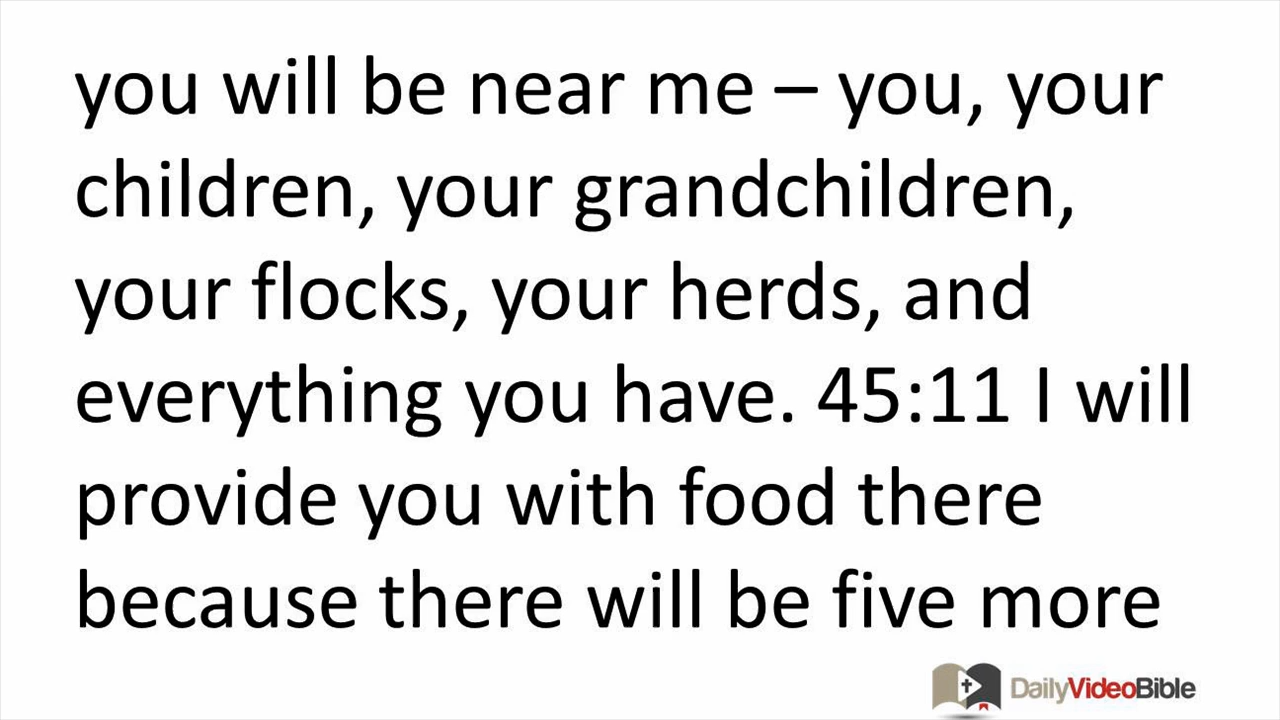 you will be near me – you, your
children, your grandchildren,
your flocks, your herds, and
everything you have. 45:11 I will
provide you with food there
because there will be five more
DailyVideoBible